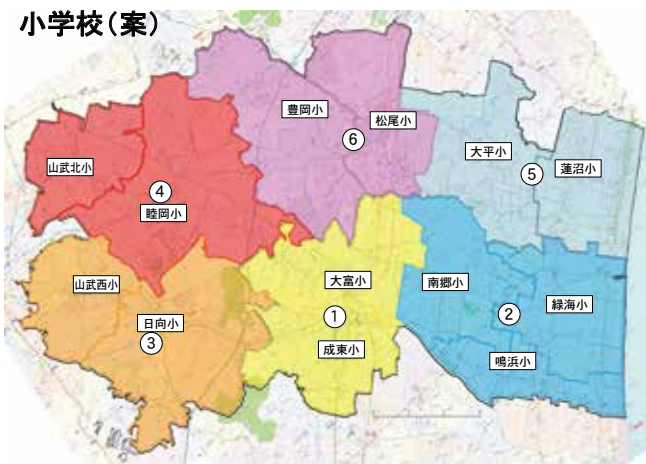 小学校（案）
豊岡小
松尾小
⑥
大平小
蓮沼小
⑤
山武北小
④
睦岡小
山武西小
日向小
③
大富小
①
成東小
南郷小
緑海小
②
鳴浜小